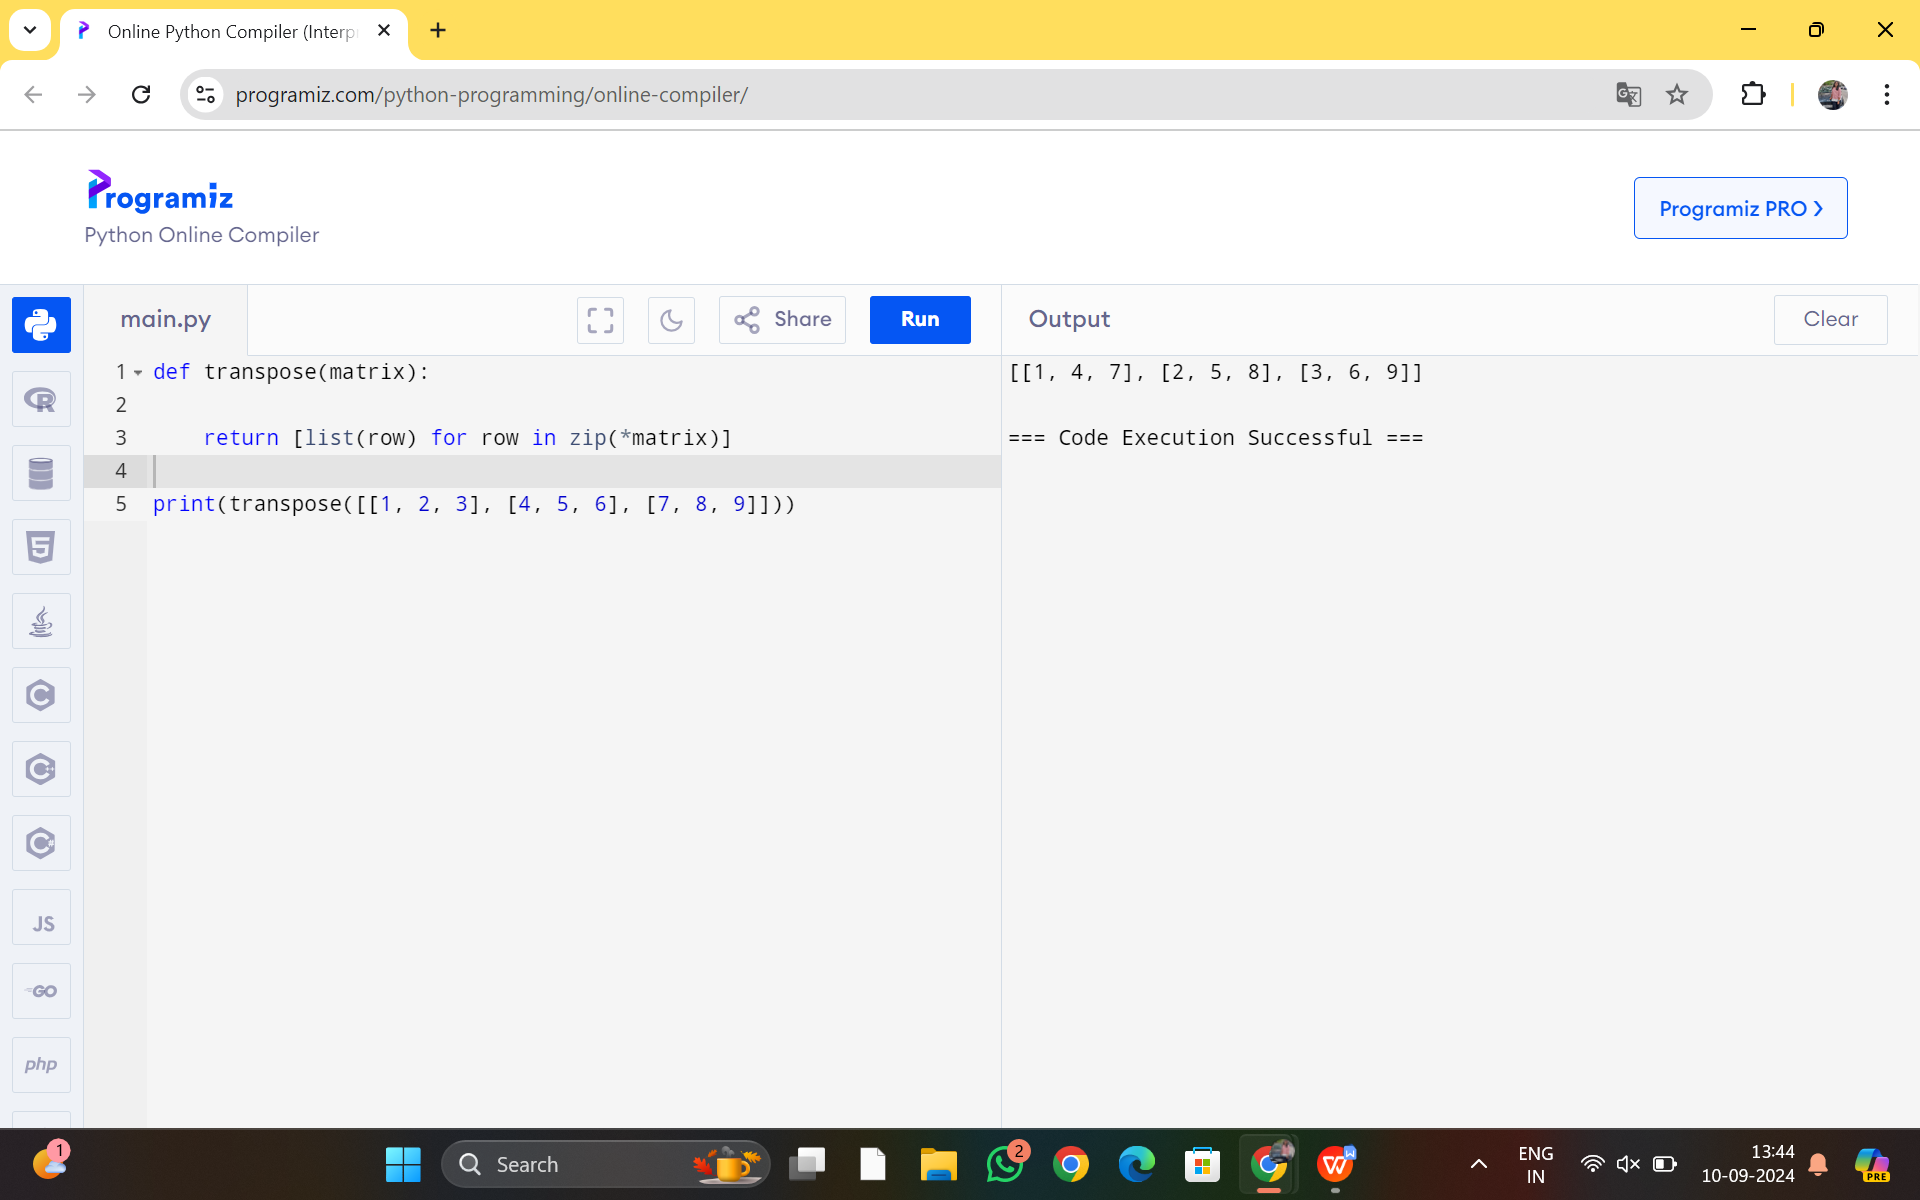 Online Python Compiler (Interp
programiz.com/python-programming/online-compiler/
Programiz
Python Online Compiler
Programiz PRO ❯
main.py
Share
Run
Output
Clear
1 def transpose(matrix):
2
3     return [list(row) for row in zip(*matrix)]
4
5 print(transpose([[1, 2, 3], [4, 5, 6], [7, 8, 9]]))
[[1, 4, 7], [2, 5, 8], [3, 6, 9]]
=== Code Execution Successful ===
R
5
C
C++
C#
JS
GO
php
1
Search
2
W
W
ENG
IN
13:44
10-09-2024
PRE